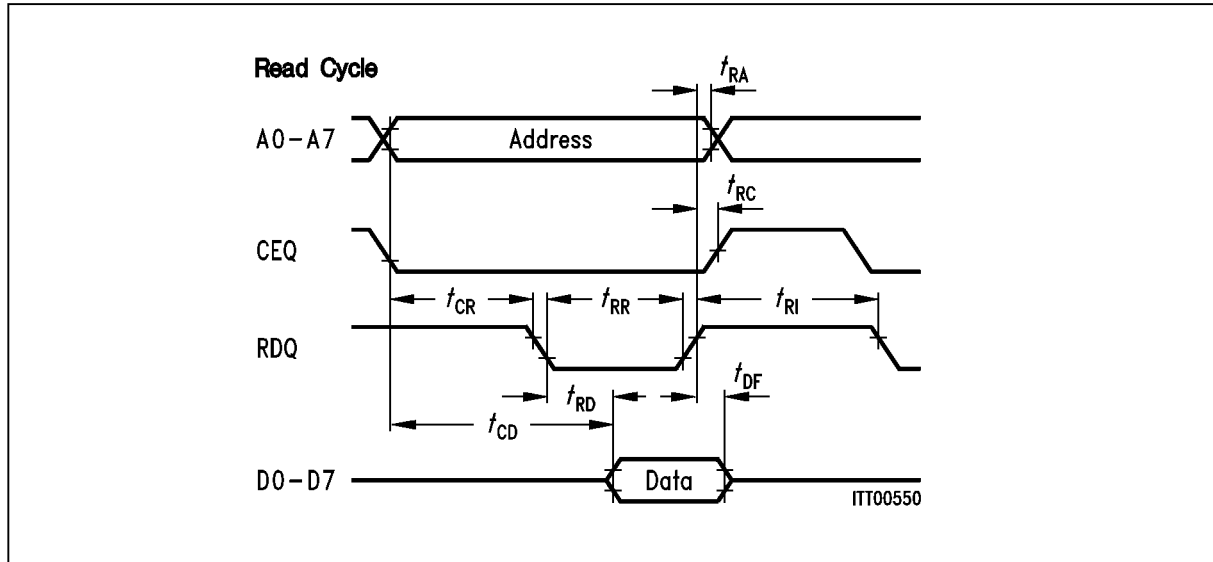 Read Cycle
tRA
A0-A7
Address
tRC
CEQ
tCR
tRR
tRI
RDQ
tDF
tRD
tCD
D0-D7
Data
ITT00550